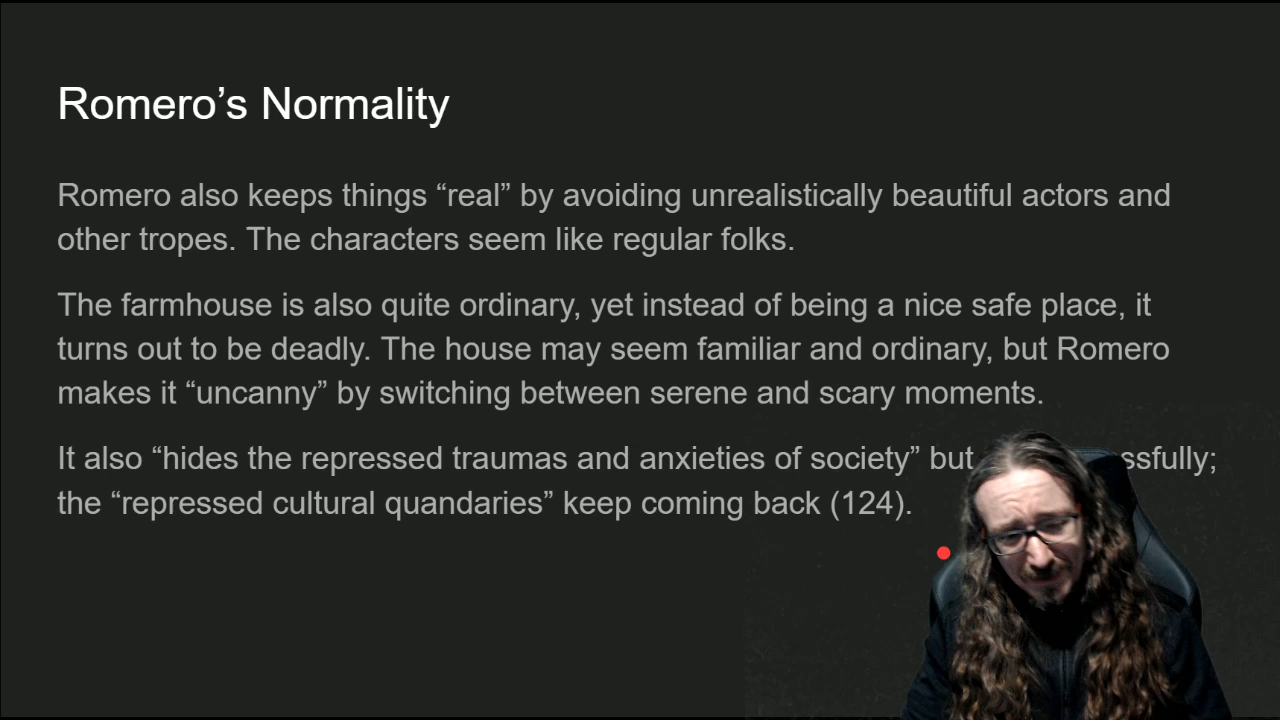 Romero’s Normality
Romero also keeps things “real” by avoiding unrealistically beautiful actors and
other tropes. The characters seem like regular folks.
The farmhouse is also quite ordinary, yet instead of being a nice safe place, it
turns out to be deadly. The house may seem familiar and ordinary, but Romero
makes it “uncanny” by switching between serene and scary moments.
It also “hides the repressed traumas and anxieties of society” but
the “repressed cultural quandaries” keep coming back (124).